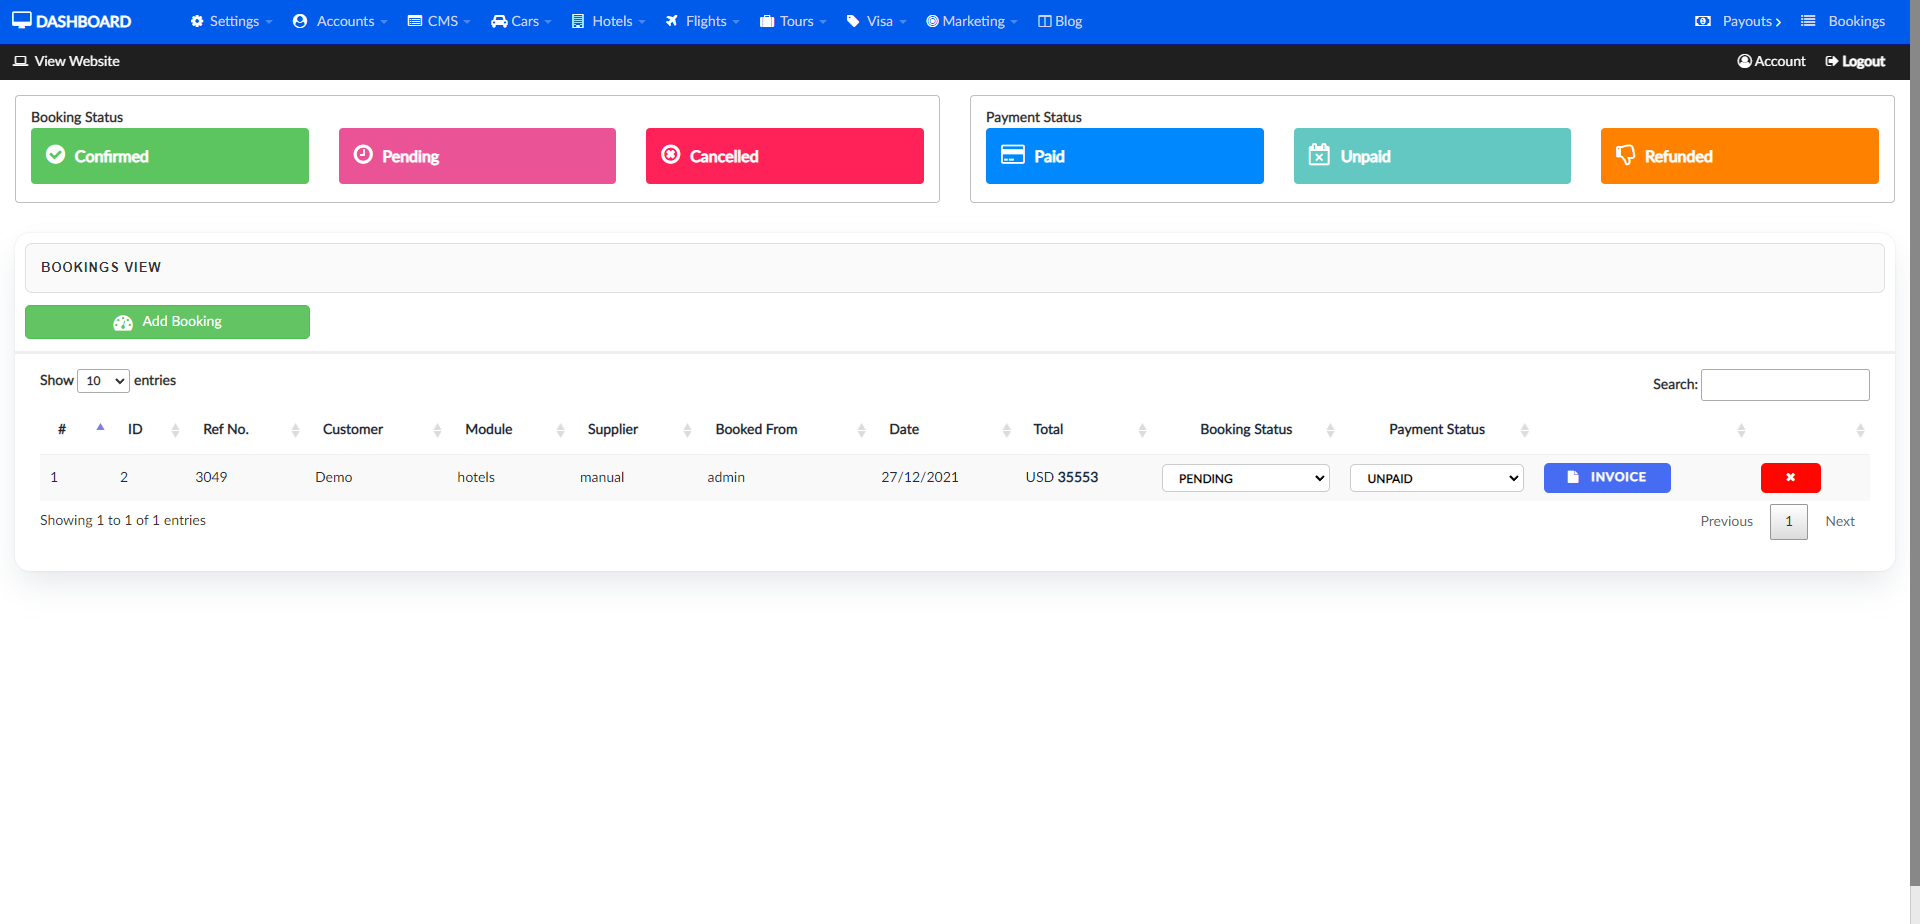 DASHBOARD Settings Accounts CMS Cars Hotels Flights Tours Visa Marketing Blog Payouts Bookings
View Website Account Logout
Booking Status
Confirmed Pending Cancelled
Payment Status
Paid Unpaid Refunded
BOOKINGS VIEW
Add Booking
Show 10 entries
Search:
# ID Ref No. Customer Module Supplier Booked From Date Total Booking Status Payment Status
1 2 3049 Demo hotels manual admin 27/12/2021 USD 35553 PENDING UNPAID INVOICE
Showing 1 to 1 of 1 entries
Previous 1 Next